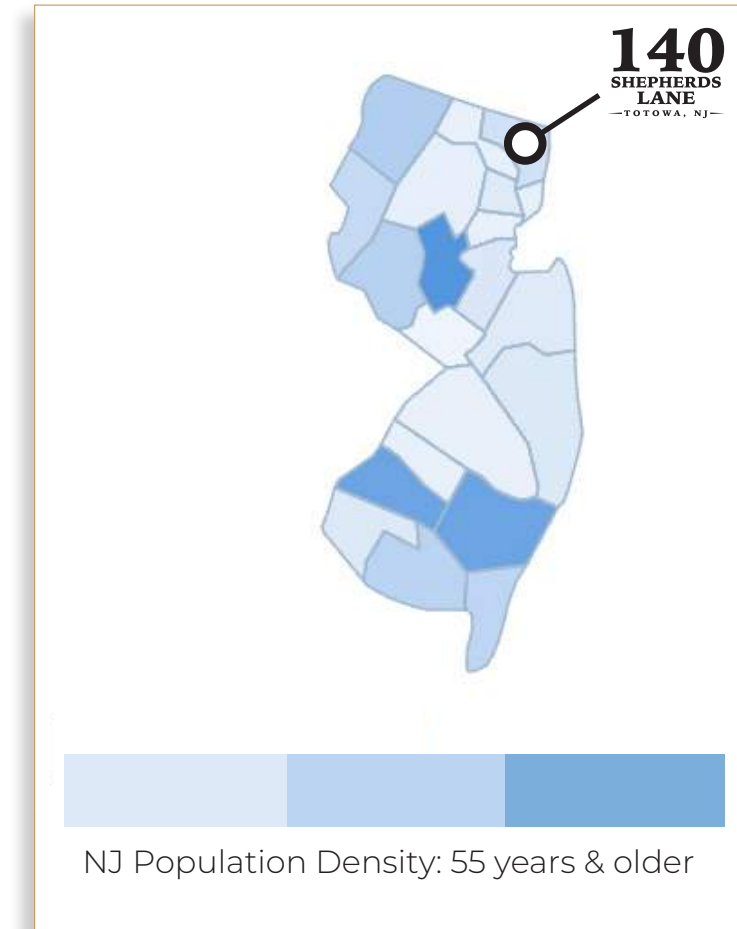 140
SHEPHERDS
LANE
TOTOWA, NJ
NJ Population Density: 55 years & older